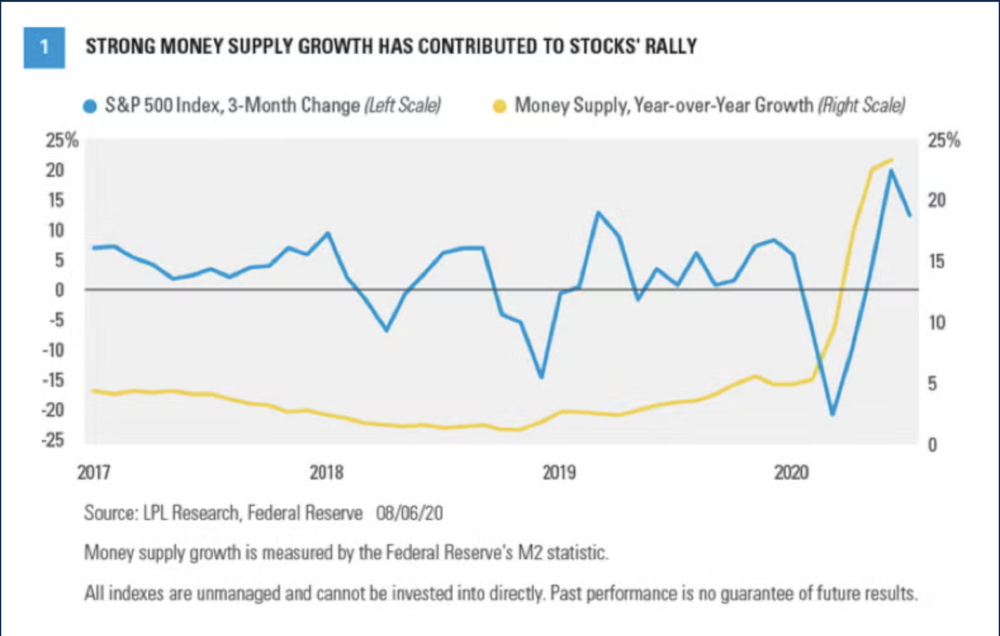 1 STRONG MONEY SUPPLY GROWTH HAS CONTRIBUTED TO STOCKS' RALLY
S&P 500 Index, 3-Month Change (Left Scale) Money Supply, Year-over-Year Growth (Right Scale)
25% 25%
20
15 20
10
5 15
0
-5 10
-10
-15 5
-20
-25 0
2017 2018 2019 2020
Source: LPL Research, Federal Reserve 08/06/20
Money supply growth is measured by the Federal Reserve's M2 statistic.
All indexes are unmanaged and cannot be invested into directly. Past performance is no guarantee of future results.